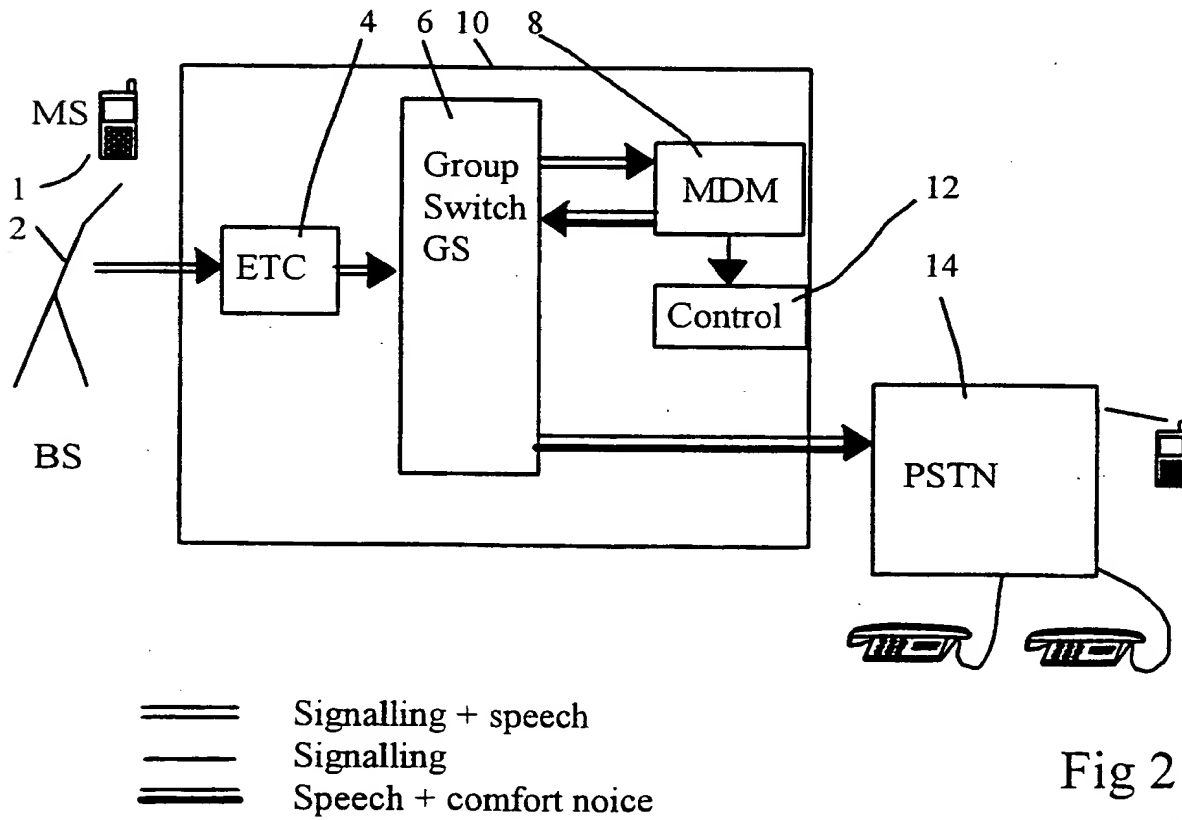 4
6
10
8
MS
1
2
Group
Switch
GS
MDM
12
ETC
Control
14
BS
PSTN
Signalling + speech
Signalling
Speech + comfort noice
Fig 2